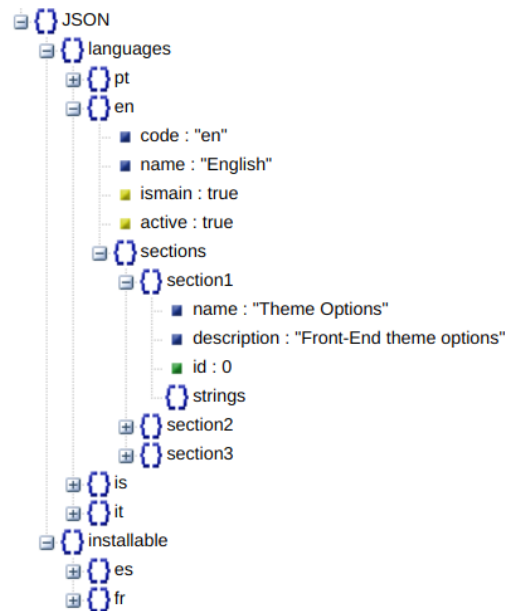 JSON
languages
pt
en
code : "en"
name : "English"
ismain : true
active : true
sections
section1
name : "Theme Options"
description : "Front-End theme options"
id : 0
strings
section2
section3
is
it
installable
es
fr